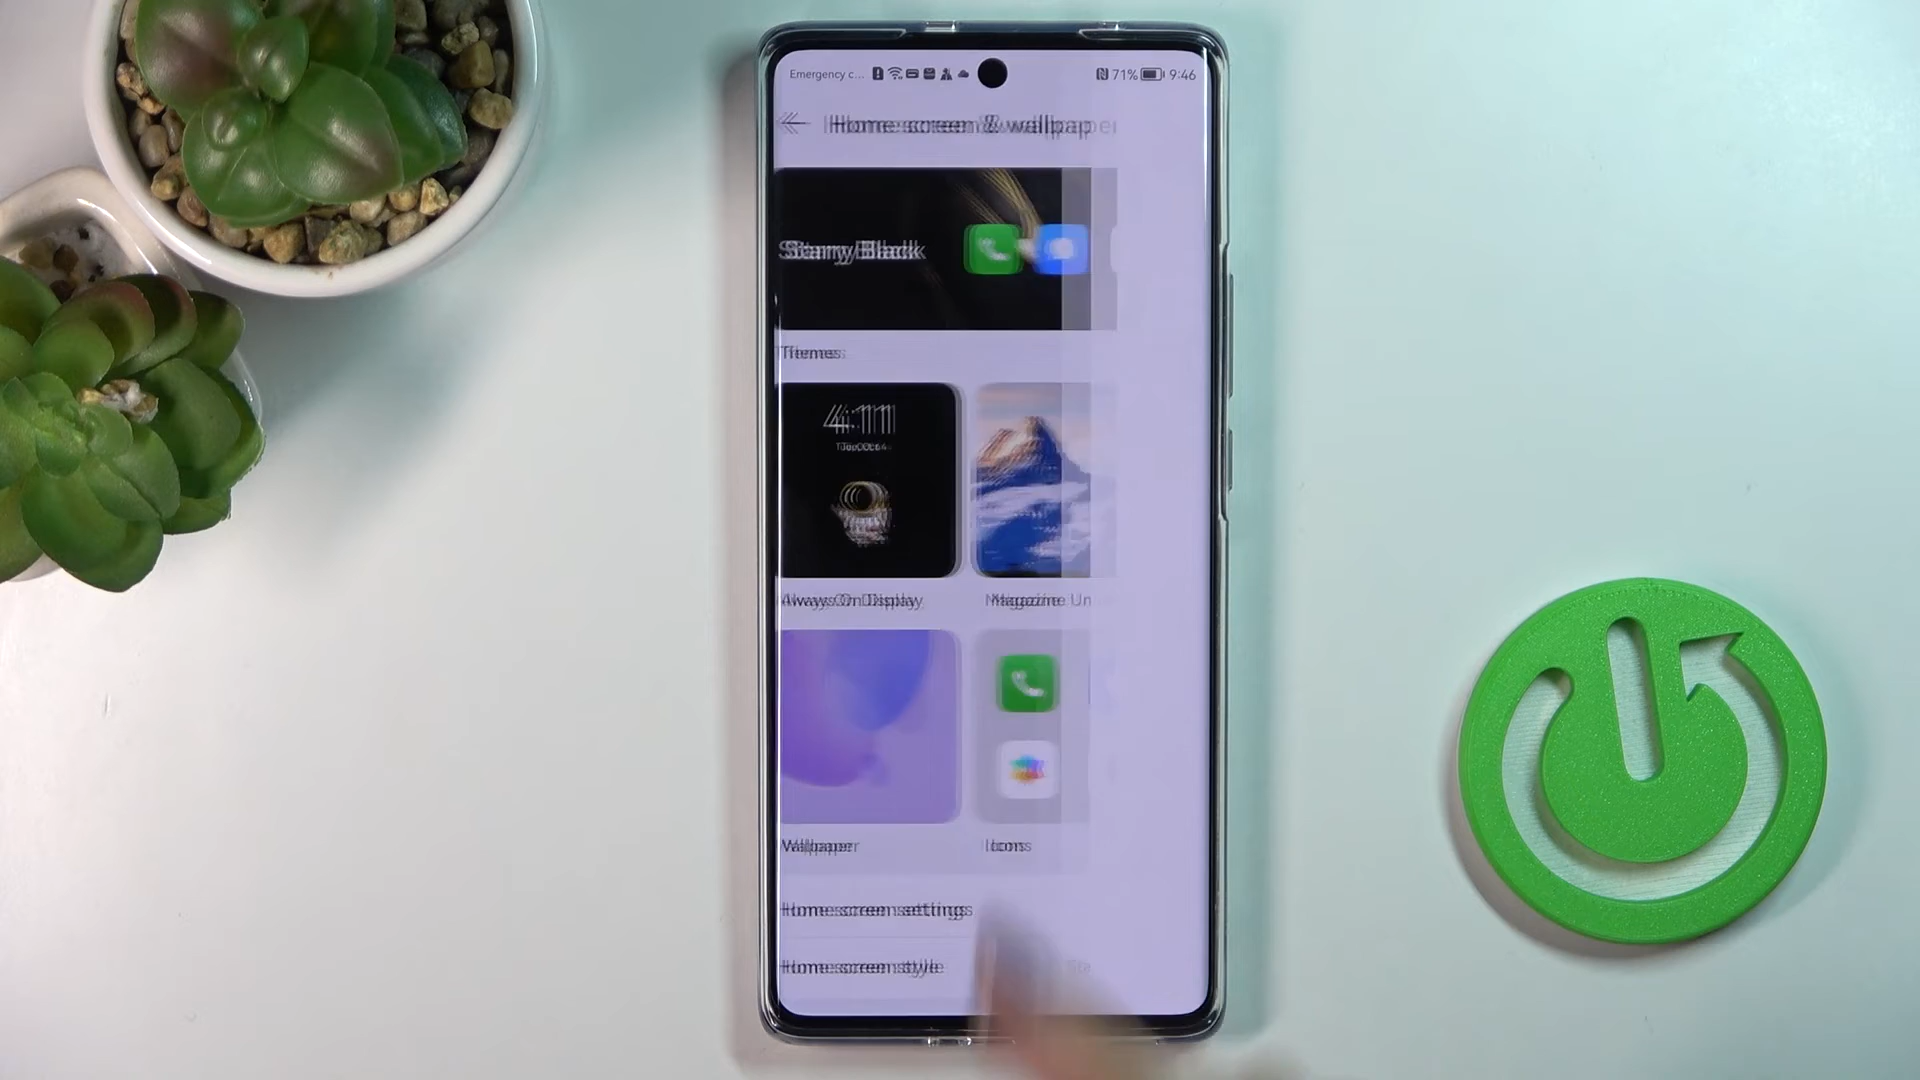 Emergency c... 71% 9:46
Home screen & wallpaper
Starry Black
Themes
4:11
Always On Display Magazine Un
Wallpaper Icons
Home screen settings
Home screen style